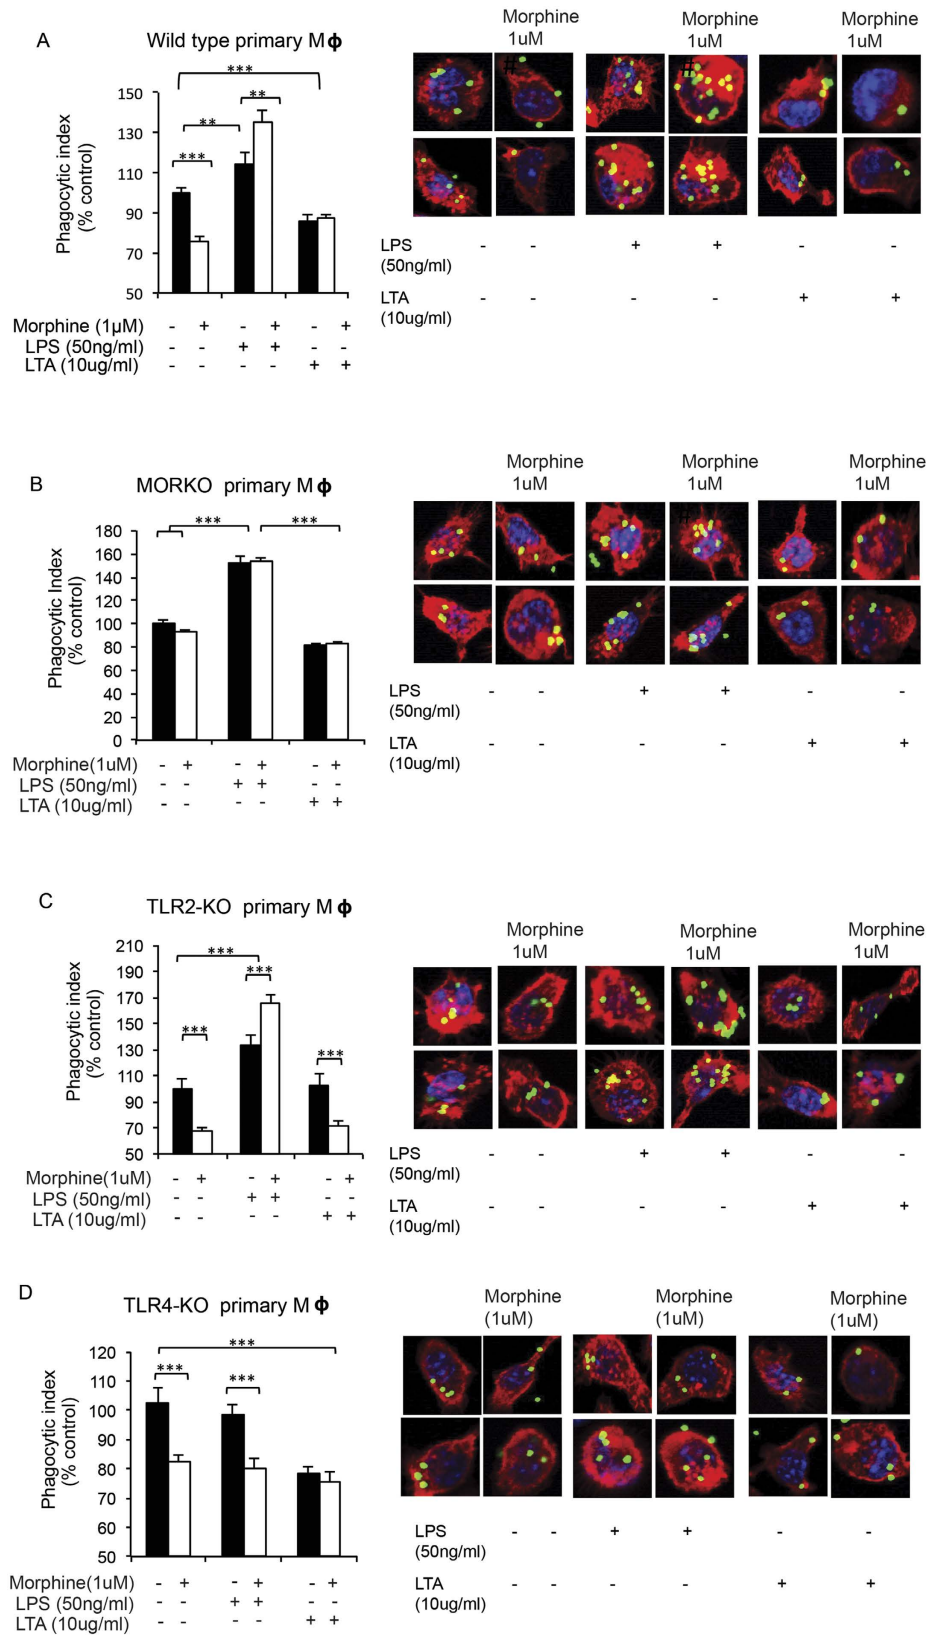 A
Wild type primary M ϕ
Phagocytic index
(% control)
150
130
110
90
70
50
***
**
**
***
Morphine (1µM) - + - + - +
LPS (50ng/ml) - - + + - -
LTA (10ug/ml) - - - - + +
Morphine
1uM
Morphine
1uM
Morphine
1uM
#
#
LPS
(50ng/ml)
- - + + - -
LTA
(10ug/ml)
- - - - + +
B
MORKO primary M ϕ
Phagocytic Index
(% control)
180
160
140
120
100
80
60
40
20
0
***
***
Morphine(1uM) - + - + - +
LPS (50ng/ml) - - + + - -
LTA (10ug/ml) - - - - + +
Morphine
1uM
Morphine
1uM
Morphine
1uM
LPS
(50ng/ml)
- - + + - -
LTA
(10ug/ml)
- - - - + +
C
TLR2-KO primary M ϕ
Phagocytic index
(% control)
210
190
170
150
130
110
90
70
50
***
***
***
***
Morphine(1uM) - + - + - +
LPS (50ng/ml) - - + + - -
LTA (10ug/ml) - - - - + +
Morphine
1uM
Morphine
1uM
Morphine
1uM
LPS
(50ng/ml)
- - + + - -
LTA
(10ug/ml)
- - - - + +
D
TLR4-KO primary M ϕ
Phagocytic index
(% control)
120
110
100
90
80
70
60
50
***
***
***
Morphine(1uM) - + - + - +
LPS (50ng/ml) - - + + - -
LTA (10ug/ml) - - - - + +
Morphine
(1uM)
Morphine
(1uM)
Morphine
(1uM)
LPS
(50ng/ml)
- - + + - -
LTA
(10ug/ml)
- - - - + +